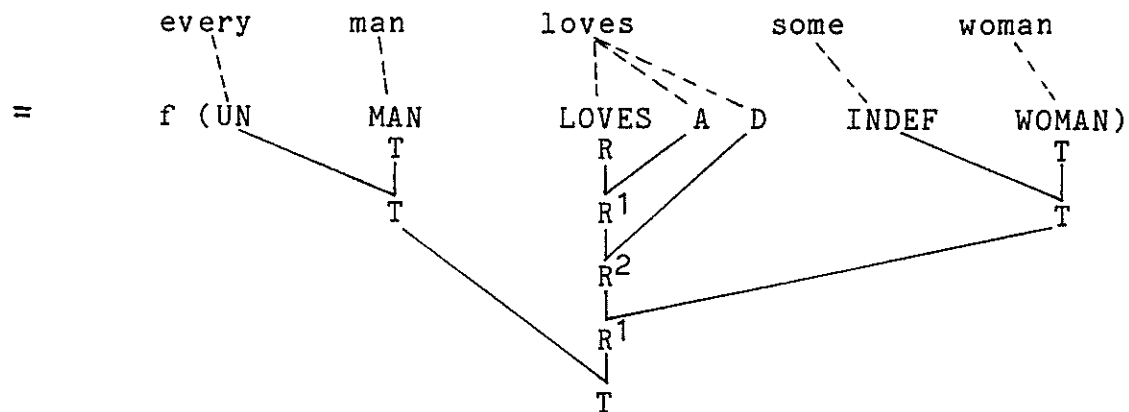 every man loves some woman
= f (UN MAN LOVES A D INDEF WOMAN)
T R T
T R¹ T
R²
R¹
T